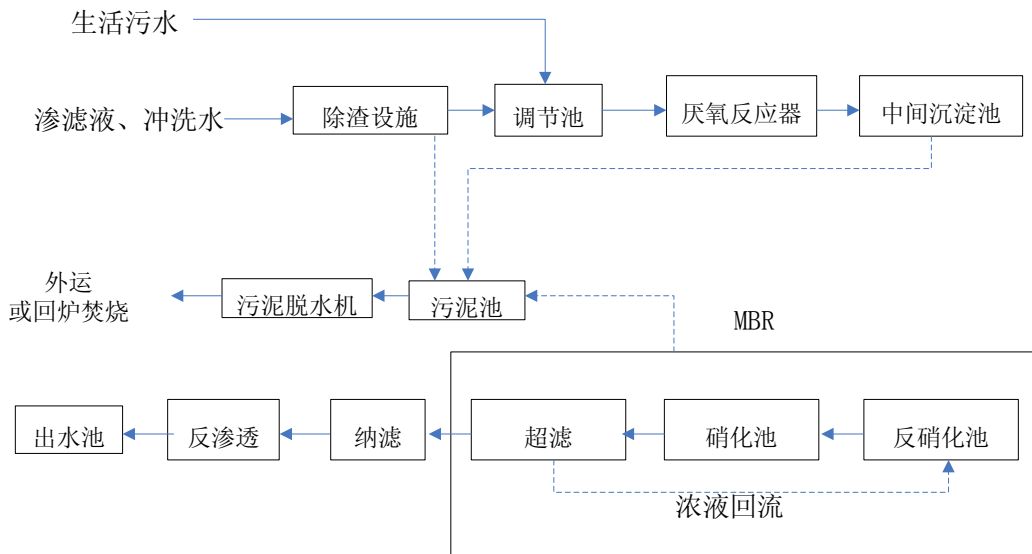 生活污水
渗滤液、冲洗水
除渣设施
调节池
厌氧反应器
中间沉淀池
外运
或回炉焚烧
污泥脱水机
污泥池
MBR
出水池
反渗透
纳滤
超滤
硝化池
反硝化池
浓液回流